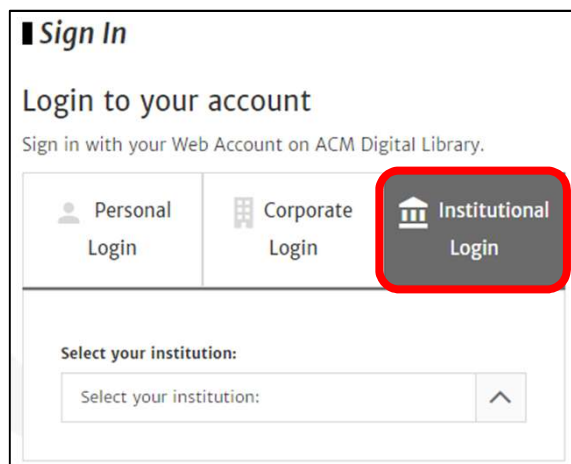 Sign In
Login to your account
Sign in with your Web Account on ACM Digital Library.
Personal
Login
Corporate
Login
Institutional
Login
Select your institution:
Select your institution: